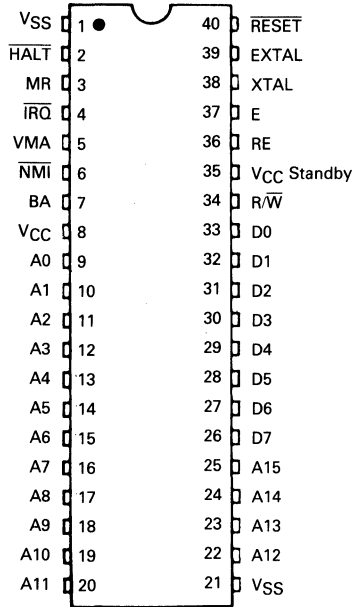 VSS 1 40 RESET
HALT 2 39 EXTAL
MR 3 38 XTAL
IRQ 4 37 E
VMA 5 36 RE
NMI 6 35 VCC Standby
BA 7 34 R/W
VCC 8 33 D0
A0 9 32 D1
A1 10 31 D2
A2 11 30 D3
A3 12 29 D4
A4 13 28 D5
A5 14 27 D6
A6 15 26 D7
A7 16 25 A15
A8 17 24 A14
A9 18 23 A13
A10 19 22 A12
A11 20 21 VSS